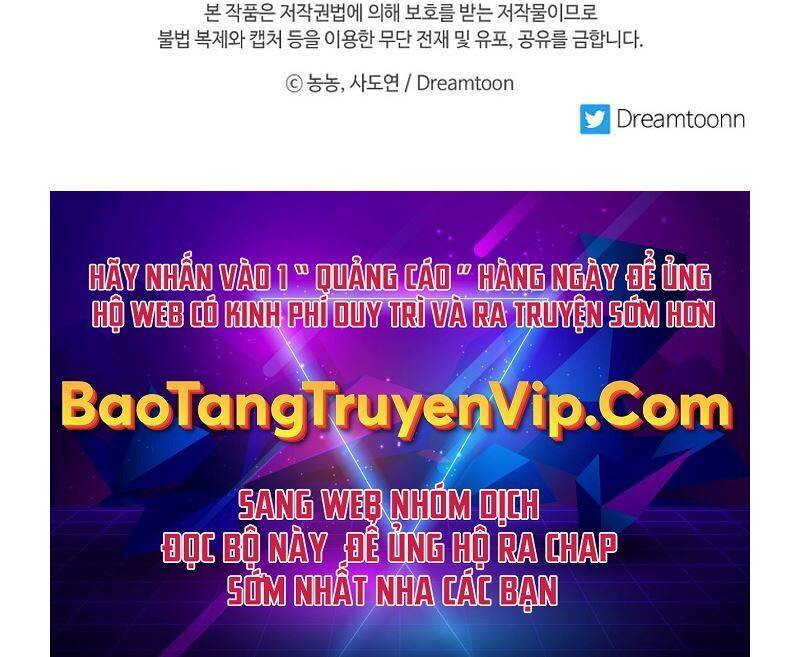 본 작품은 저작권법에 의해 보호를 받는 저작물이므로
불법 복제와 캡처 등을 이용한 무단 전재 및 유포, 공유를 금합니다.
ⓒ 농농, 사도연 / Dreamtoon
Dreamtoonn
HÃY NHẤN VÀO 1 “ QUẢNG CÁO ” HÀNG NGÀY ĐỂ ỦNG
HỘ WEB CÓ KINH PHÍ DUY TRÌ VÀ RA TRUYỆN SỚM HƠN
BaoTangTruyenVip.Com
SANG WEB NHÓM DỊCH
ĐỌC BỘ NÀY ĐỂ ỦNG HỘ RA CHAP
SỚM NHẤT NHA CÁC BẠN